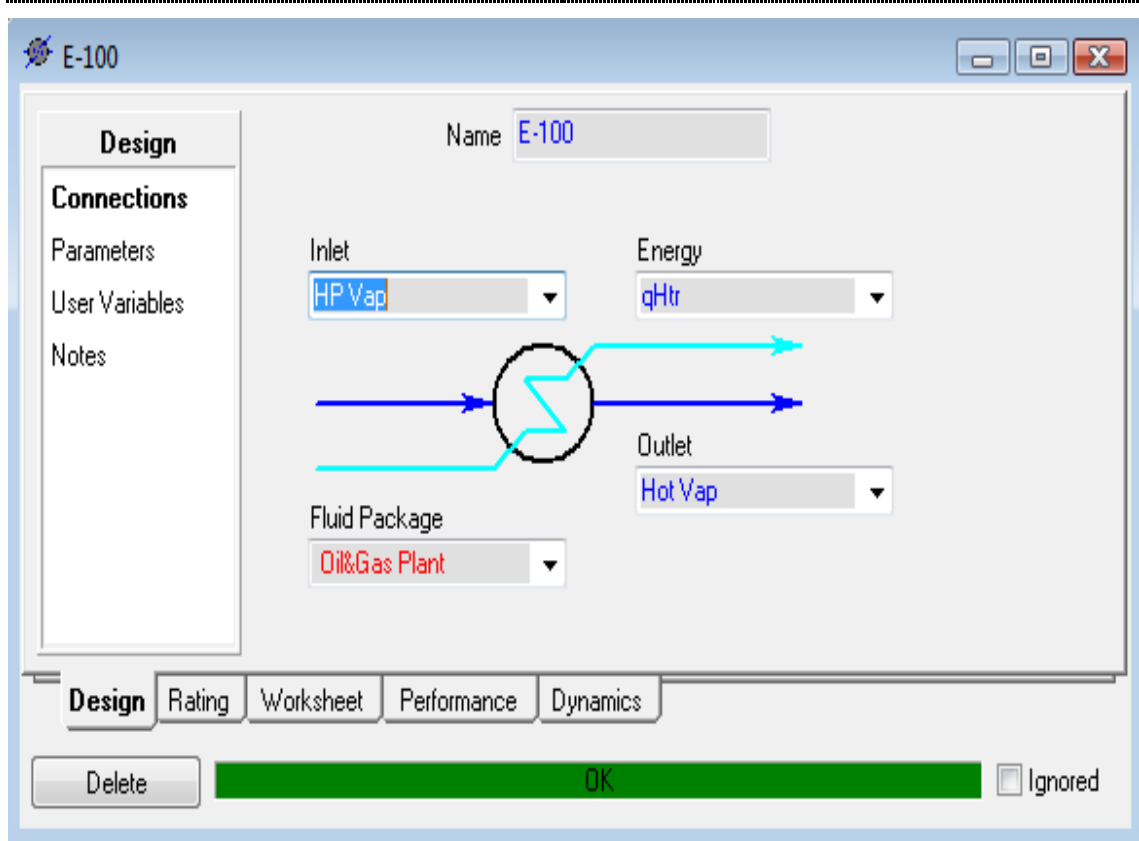 E-100
Design
Connections
Parameters
User Variables
Notes
Name E-100
Inlet
HP Vap
Energy
qHtr
Outlet
Hot Vap
Fluid Package
Oil&Gas Plant
Design Rating Worksheet Performance Dynamics
Delete OK Ignored